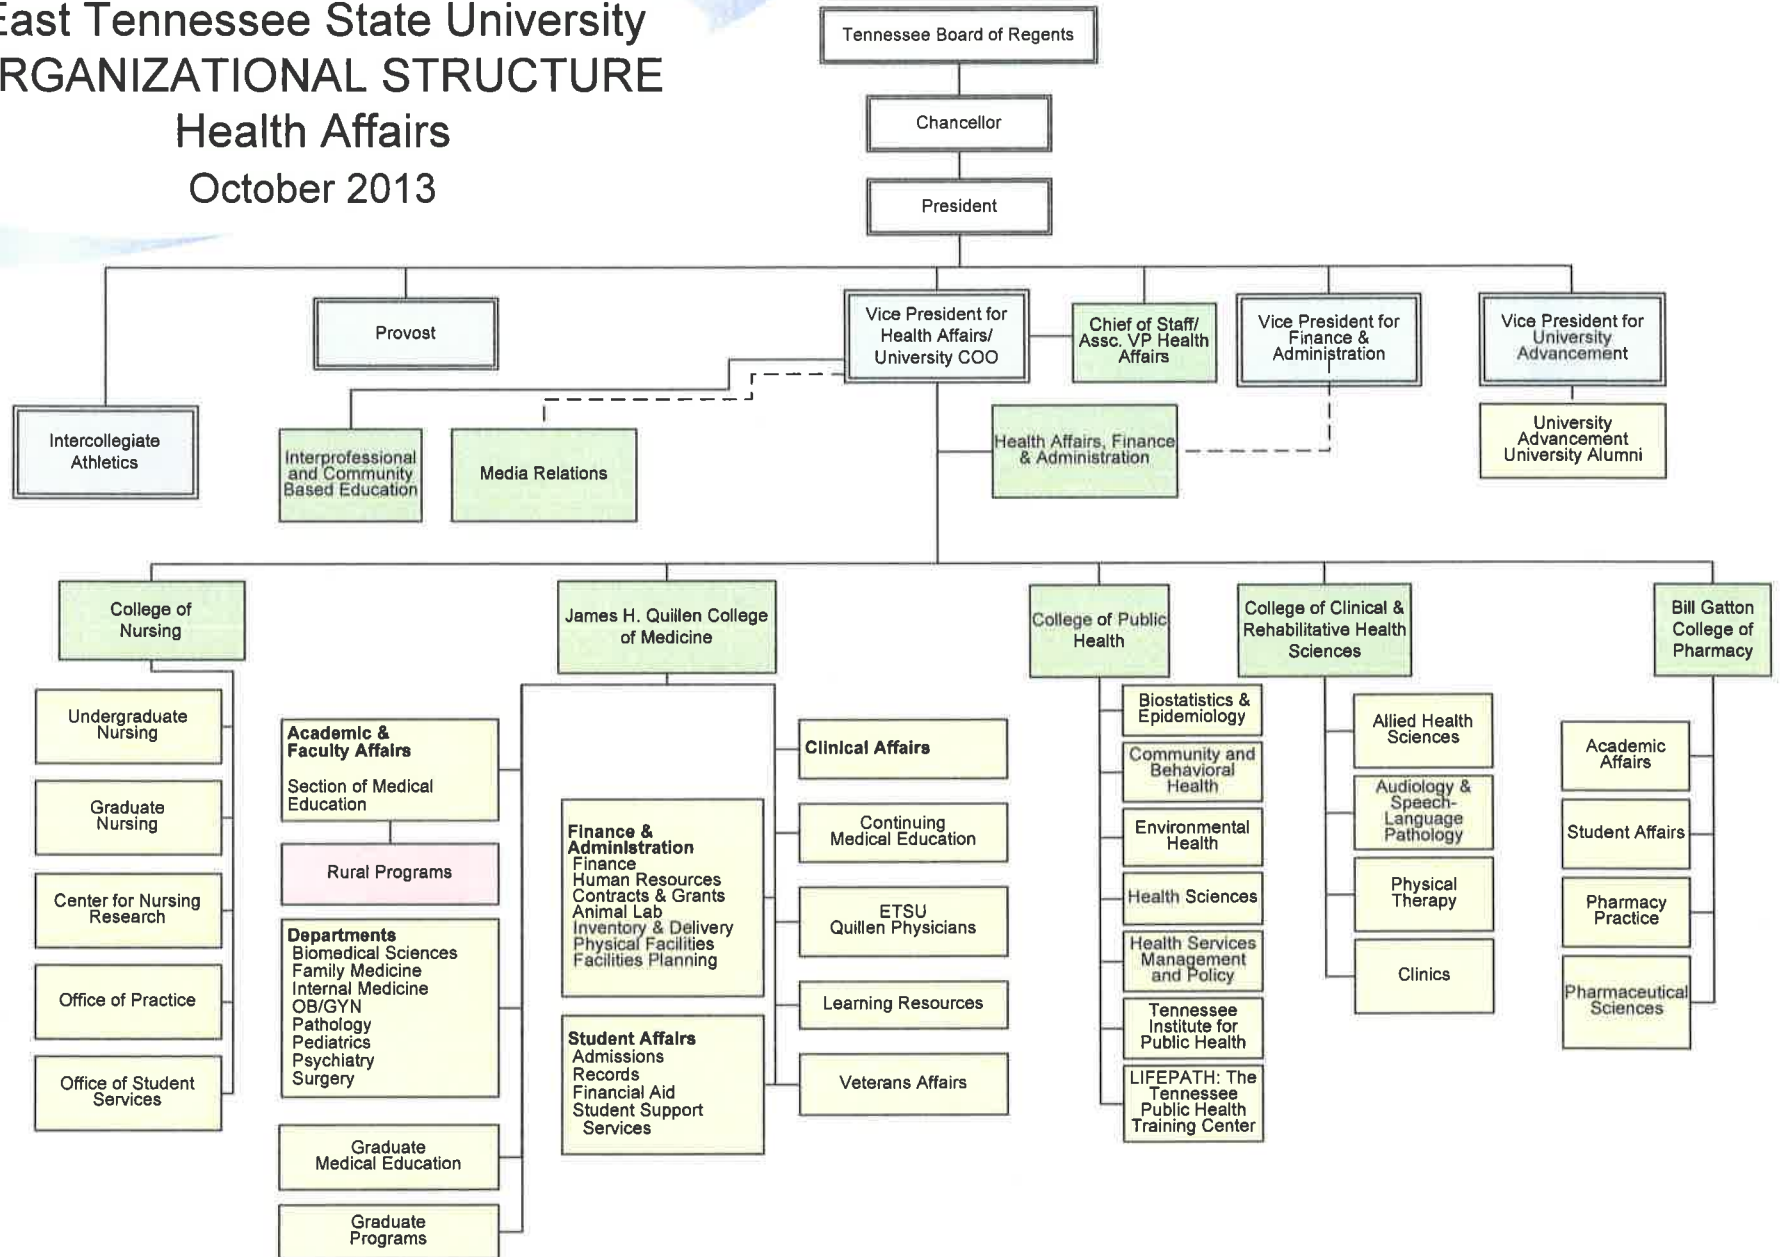 East Tennessee State University
RGANIZATIONAL STRUCTURE
Health Affairs
October 2013
Tennessee Board of Regents
Chancellor
President
Intercollegiate
Athletics
Provost
Vice President for
Health Affairs/
University COO
Chief of Staff/
Assc. VP Health
Affairs
Vice President for
Finance &
Administration
Vice President for
University
Advancement
University
Advancement
University Alumni
Interprofessional
and Community
Based Education
Media Relations
Health Affairs, Finance
& Administration
College of
Nursing
James H. Quillen College
of Medicine
College of Public
Health
College of Clinical &
Rehabilitative Health
Sciences
Bill Gatton
College of
Pharmacy
Undergraduate
Nursing
Graduate
Nursing
Center for Nursing
Research
Office of Practice
Office of Student
Services
Academic &
Faculty Affairs
Section of Medical
Education
Rural Programs
Departments
Biomedical Sciences
Family Medicine
Internal Medicine
OB/GYN
Pathology
Pediatrics
Psychiatry
Surgery
Graduate
Medical Education
Graduate
Programs
Finance &
Administration
Finance
Human Resources
Contracts & Grants
Animal Lab
Inventory & Delivery
Physical Facilities
Facilities Planning
Student Affairs
Admissions
Records
Financial Aid
Student Support
Services
Clinical Affairs
Continuing
Medical Education
ETSU
Quillen Physicians
Learning Resources
Veterans Affairs
Biostatistics &
Epidemiology
Community and
Behavioral
Health
Environmental
Health
Health Sciences
Health Services
Management
and Policy
Tennessee
Institute for
Public Health
LIFEPATH: The
Tennessee
Public Health
Training Center
Allied Health
Sciences
Audiology &
Speech-
Language
Pathology
Physical
Therapy
Clinics
Academic
Affairs
Student Affairs
Pharmacy
Practice
Pharmaceutical
Sciences